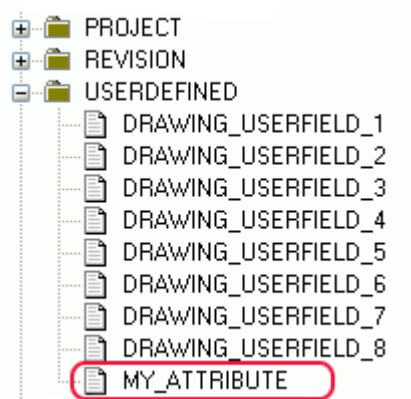 PROJECT
REVISION
USERDEFINED
DRAWING_USERFIELD_1
DRAWING_USERFIELD_2
DRAWING_USERFIELD_3
DRAWING_USERFIELD_4
DRAWING_USERFIELD_5
DRAWING_USERFIELD_6
DRAWING_USERFIELD_7
DRAWING_USERFIELD_8
MY_ATTRIBUTE